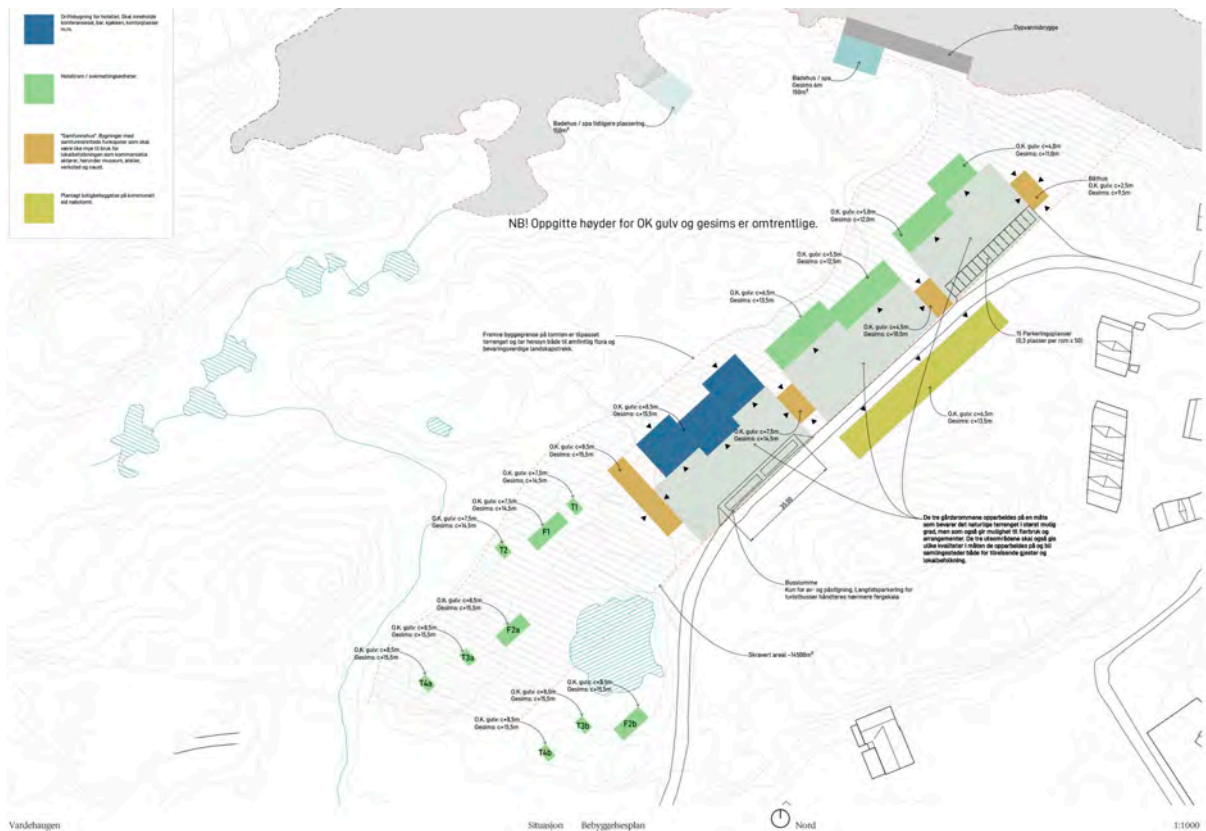 Driftsbygning for hotellet. Skal inneholde
konferansesal, bar, kjøkken, kontorplasser
m.m.
Hotellrom / overnattingsenheter.
"Samfunnshus". Bygninger med
samfunnsrettede funksjoner som skal
være like mye til bruk for
lokalbefolkningen som kommersielle
aktører, herunder museum, atelier,
verksted og naust.
Planlagt boligbebyggelse på kommunalt
eid nabotomt.
Dypvannsbrygge
Badehus / spa
Gesims 6m
150m²
Badehus / spa tidligere plassering
150m²
NB! Oppgitte høyder for OK gulv og gesims er omtrentlige.
O.K. gulv: c+4,0m
Gesims: c+11,0m
Båthus
O.K. gulv: c+2,5m
Gesims: c+9,5m
O.K. gulv: c+5,0m
Gesims: c+12,0m
O.K. gulv: c+5,5m
Gesims: c+12,5m
O.K. gulv: c+6,5m
Gesims: c+13,5m
O.K. gulv: c+4,5m
Gesims: c+10,5m
15 Parkeringsplasser
(0,3 plasser per rom x 50)
Fremre byggegrense på tomten er tilpasset
terrenget og tar hensyn både til ømfintlig flora og
bevaringsverdige landskapstrekk.
O.K. gulv: c+8,5m
Gesims: c+15,5m
O.K. gulv: c+7,5m
Gesims: c+14,5m
O.K. gulv: c+6,5m
Gesims: c+13,5m
O.K. gulv: c+8,5m
Gesims: c+15,5m
O.K. gulv: c+7,5m
Gesims: c+14,5m
T1
O.K. gulv: c+7,5m
Gesims: c+14,5m
F1
O.K. gulv: c+7,5m
Gesims: c+14,5m
T2
35,00
De tre gårdsrommene opparbeides på en måte
som bevarer det naturlige terrenget i størst mulig
grad, men som også gir mulighet til flerbruk og
arrangementer. De tre uteområdene skal også gis
ulike kvaliteter i måten de opparbeides på og bli
samlingssteder både for tilreisende gjester og
lokalbefolkning.
Busslomme
Kun for av- og påstigning. Langtidsparkering for
turistbusser håndteres nærmere fergekaia
O.K. gulv: c+8,5m
Gesims: c+15,5m
F2a
O.K. gulv: c+8,5m
Gesims: c+15,5m
T3a
O.K. gulv: c+8,5m
Gesims: c+15,5m
T4a
Skravert areal: ~14500m²
O.K. gulv: c+8,5m
Gesims: c+15,5m
F2b
O.K. gulv: c+8,5m
Gesims: c+15,5m
T3b
O.K. gulv: c+8,5m
Gesims: c+15,5m
T4b
Vardehaugen
Situasjon Bebyggelsesplan
Nord
1:1000